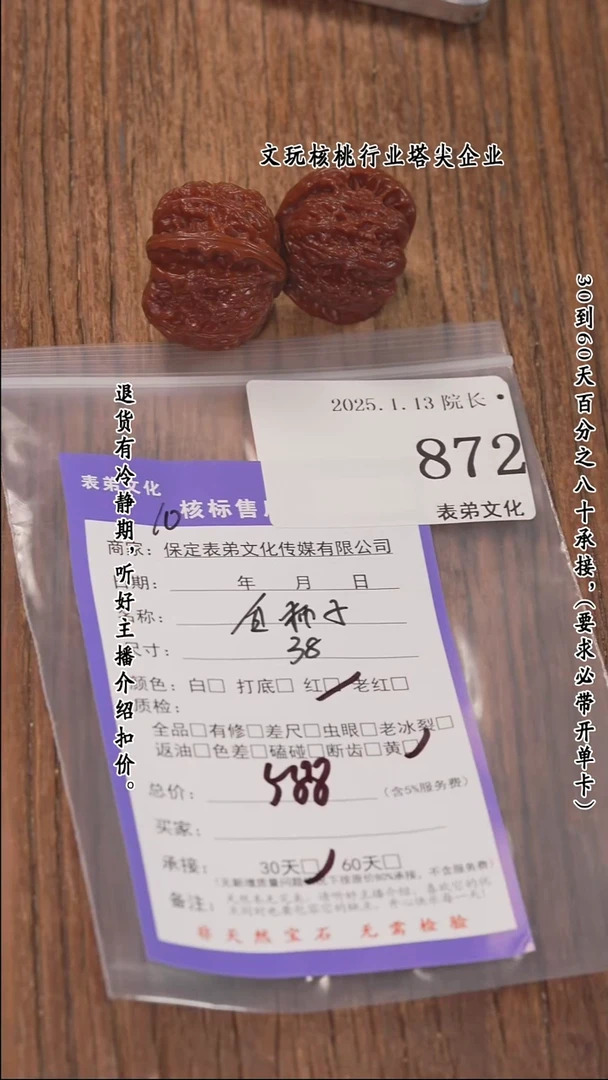 文玩核桃行业塔尖企业
30到60天百分之八十承接，（要求必带开单卡）
退货有冷静期，听好主播介绍扣价。
2025.1.13 院长
872
表弟文化
表弟文化
10
核标售
商家：保定表弟文化传媒有限公司
日期： 年 月 日
名称：
尺寸：38
颜色：白□ 打底□ 红□ 老红□
质检：
全品□有修□差尺□虫眼□老冰裂□
返油□色差□磕碰□断齿□黄□
总价：588（含5%服务费）
买家：
承接： 30天□ 60天□
备注：
非天然宝石 无需检验